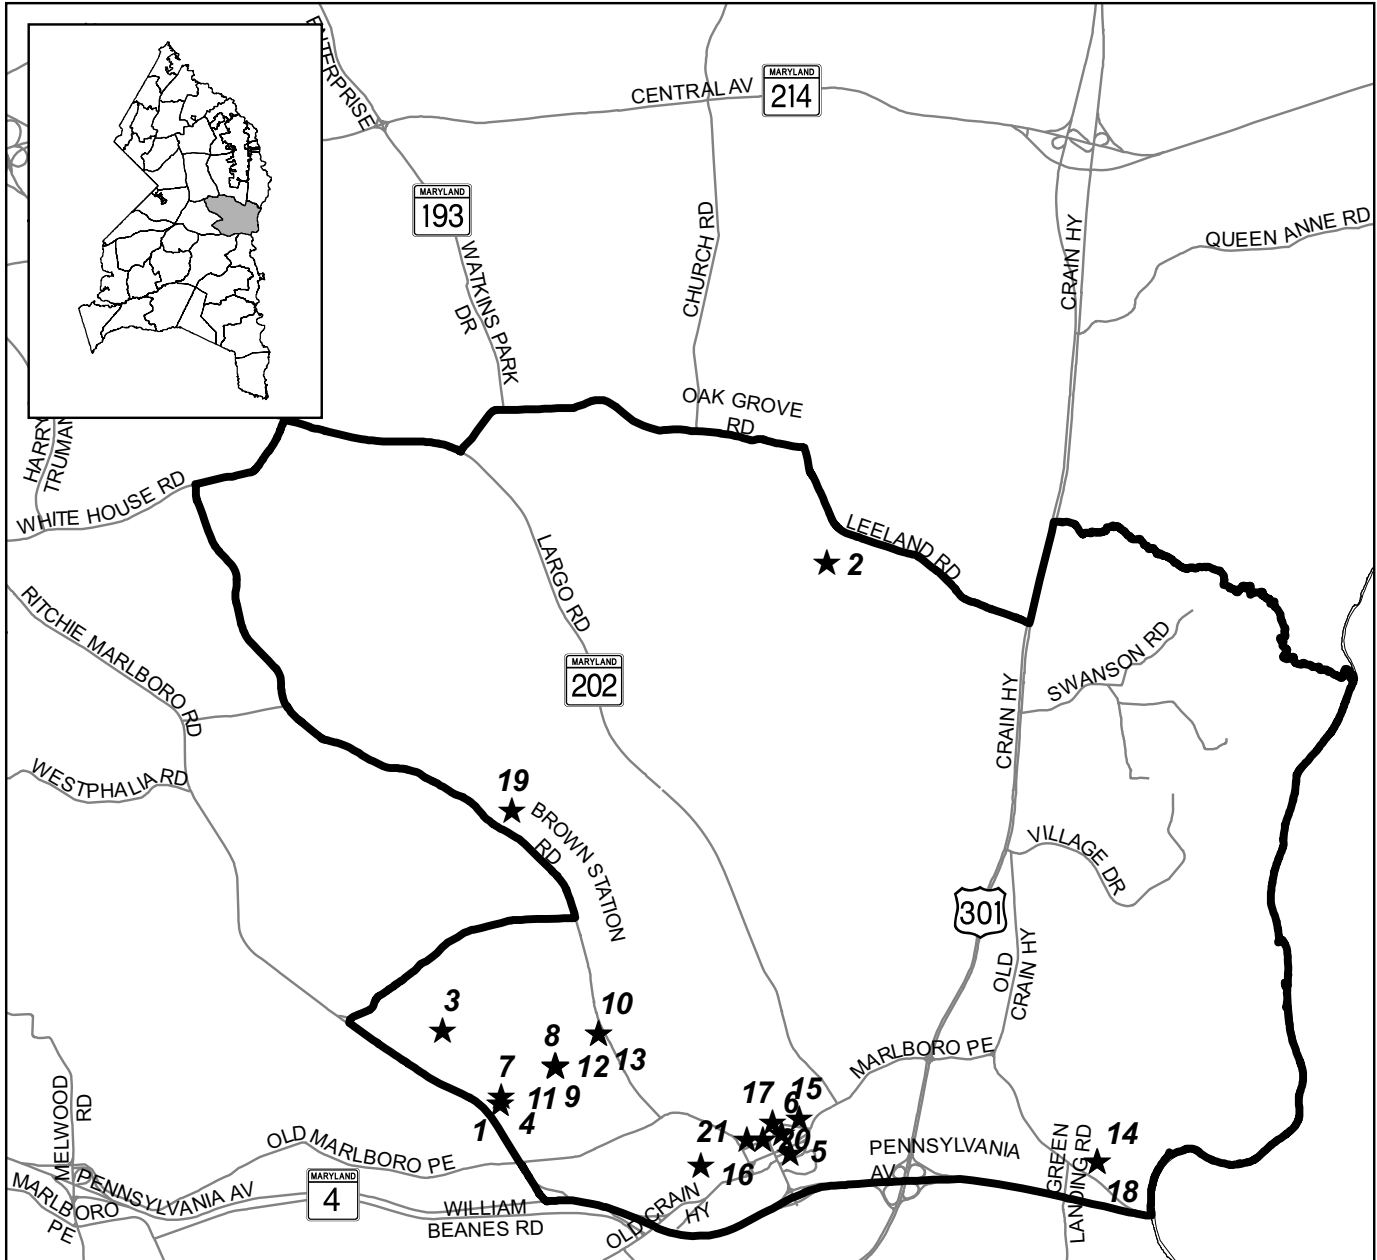 ENTERPRISE
CENTRAL AV
MARYLAND
214
MARYLAND
193
WATKINS PARK
DR
CHURCH RD
CRAIN HY
QUEEN ANNE RD
OAK GROVE
RD
HARRY
TRUMAN
WHITE HOUSE RD
LEELAND RD
2
LARGO RD
RITCHIE MARLBORO RD
SWANSON RD
MARYLAND
202
CRAIN HY
WESTPHALIA RD
19
BROWN STATION
RD
VILLAGE DR
301
OLD
CRAIN HY
3
10
8
12
13
7
11
9
1
4
MARLBORO PE
17
15
6
21
20
5
16
PENNSYLVANIA
AV
GREEN
LANDING RD
14
18
MELWOOD
RD
OLD MARLBORO PE
PENNSYLVANIA AV
MARLBORO
PE
MARYLAND
4
WILLIAM
BEANES RD
OLD CRAIN
HY